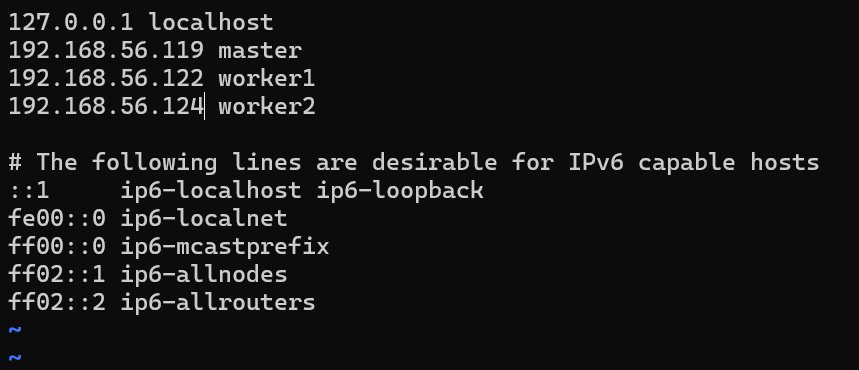 127.0.0.1 localhost
192.168.56.119 master
192.168.56.122 worker1
192.168.56.124 worker2

# The following lines are desirable for IPv6 capable hosts
::1     ip6-localhost ip6-loopback
fe00::0 ip6-localnet
ff00::0 ip6-mcastprefix
ff02::1 ip6-allnodes
ff02::2 ip6-allrouters
~
~